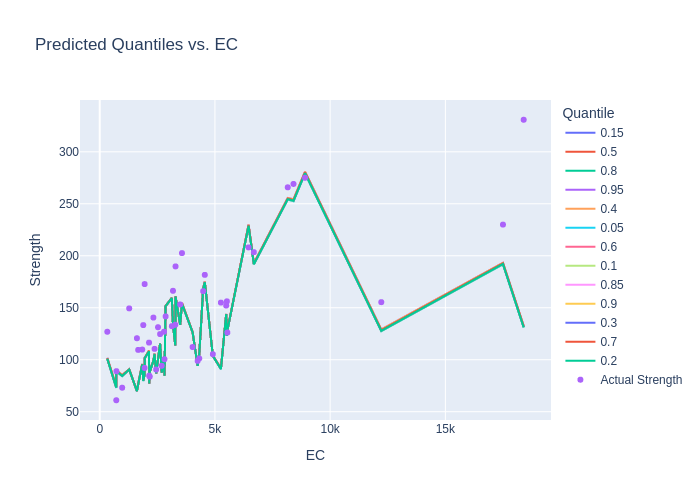 Predicted Quantiles vs. EC
Quantile
0.15
0.5
0.8
0.95
0.4
0.05
0.6
0.1
0.85
0.9
0.3
0.7
0.2
Actual Strength
Strength
300
250
200
150
100
50
0
5k
10k
15k
EC